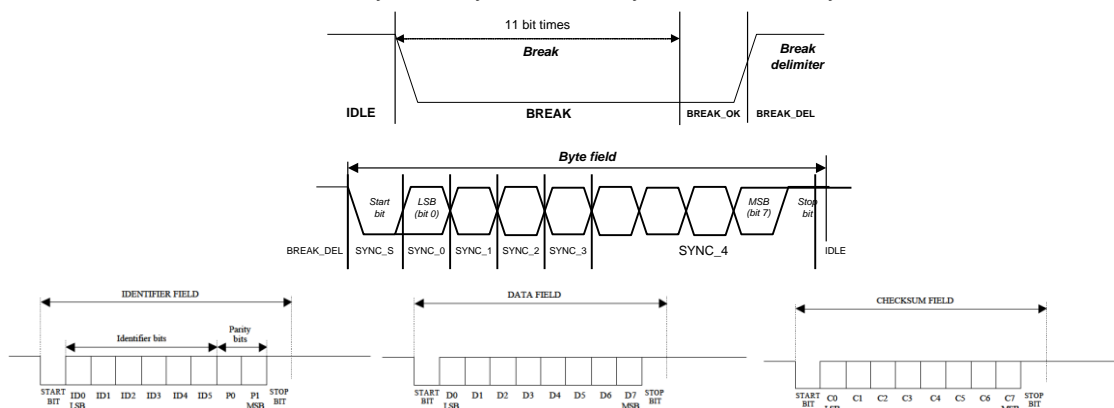 11 bit times
Break
Break
delimiter
IDLE
BREAK
BREAK_OK
BREAK_DEL
Byte field
Start
bit
LSB
(bit 0)
MSB
(bit 7)
Stop
bit
BREAK_DEL
SYNC_S
SYNC_0
SYNC_1
SYNC_2
SYNC_3
SYNC_4
IDLE
IDENTIFIER FIELD
Identifier bits
Parity
bits
START
BIT
ID0
LSB
ID1
ID2
ID3
ID4
ID5
P0
P1
MSB
STOP
BIT
DATA FIELD
START
BIT
D0
LSB
D1
D2
D3
D4
D5
D6
D7
MSB
STOP
BIT
CHECKSUM FIELD
START
BIT
C0
LSB
C1
C2
C3
C4
C5
C6
C7
MSB
STOP
BIT